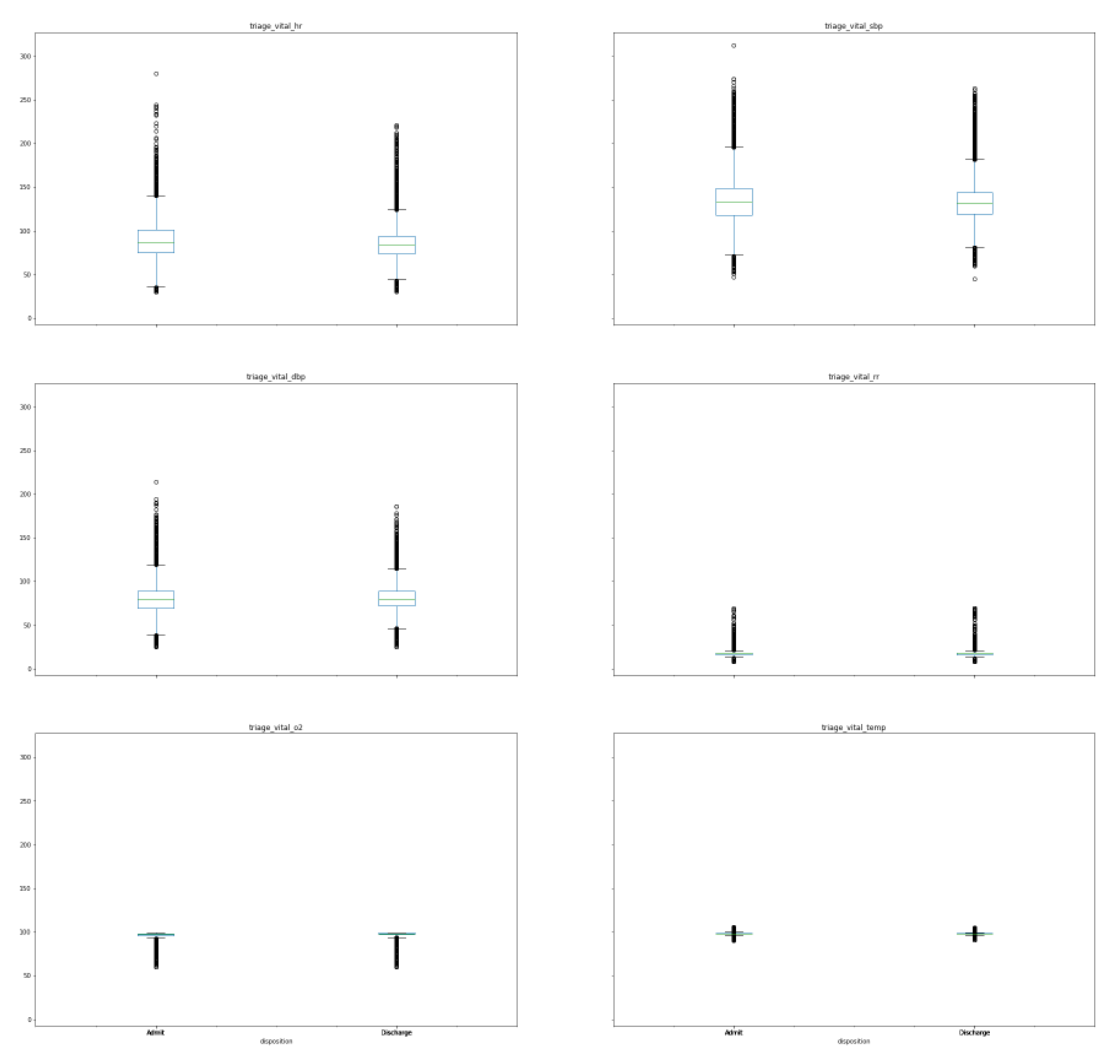 triage_vital_hr
triage_vital_sbp
300
250
200
150
100
50
0
triage_vital_dbp
triage_vital_rr
300
250
200
150
100
50
0
triage_vital_o2
triage_vital_temp
300
250
200
150
100
50
0
Admit
Discharge
Admit
Discharge
disposition
disposition